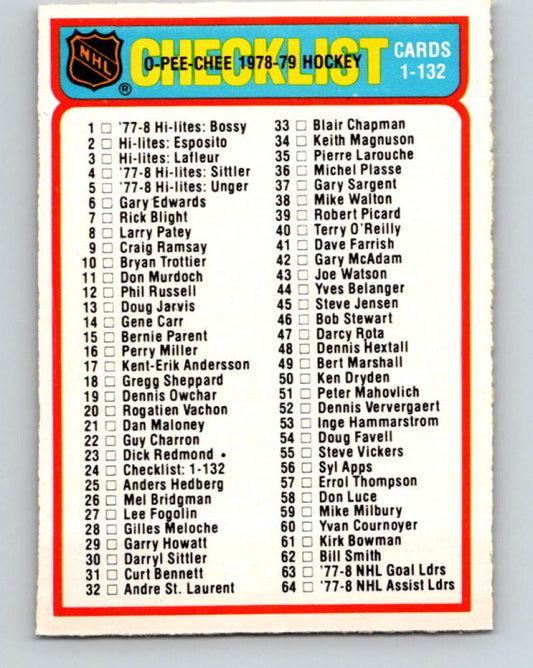 NHL
®
CHECKLIST
O-PEE-CHEE 1978-79 HOCKEY
CARDS
1-132
1 □ '77-8 Hi-lites: Bossy
2 □ Hi-lites: Esposito
3 □ Hi-lites: Lafleur
4 □ '77-8 Hi-lites: Sittler
5 □ '77-8 Hi-lites: Unger
6 □ Gary Edwards
7 □ Rick Blight
8 □ Larry Patey
9 □ Craig Ramsay
10 □ Bryan Trottier
11 □ Don Murdoch
12 □ Phil Russell
13 □ Doug Jarvis
14 □ Gene Carr
15 □ Bernie Parent
16 □ Perry Miller
17 □ Kent-Erik Andersson
18 □ Gregg Sheppard
19 □ Dennis Owchar
20 □ Rogatien Vachon
21 □ Dan Maloney
22 □ Guy Charron
23 □ Dick Redmond
24 □ Checklist: 1-132
25 □ Anders Hedberg
26 □ Mel Bridgman
27 □ Lee Fogolin
28 □ Gilles Meloche
29 □ Garry Howatt
30 □ Darryl Sittler
31 □ Curt Bennett
32 □ Andre St. Laurent
33 □ Blair Chapman
34 □ Keith Magnuson
35 □ Pierre Larouche
36 □ Michel Plasse
37 □ Gary Sargent
38 □ Mike Walton
39 □ Robert Picard
40 □ Terry O'Reilly
41 □ Dave Farrish
42 □ Gary McAdam
43 □ Joe Watson
44 □ Yves Belanger
45 □ Steve Jensen
46 □ Bob Stewart
47 □ Darcy Rota
48 □ Dennis Hextall
49 □ Bert Marshall
50 □ Ken Dryden
51 □ Peter Mahovlich
52 □ Dennis Ververgaert
53 □ Inge Hammarstrom
54 □ Doug Favell
55 □ Steve Vickers
56 □ Syl Apps
57 □ Errol Thompson
58 □ Don Luce
59 □ Mike Milbury
60 □ Yvan Cournoyer
61 □ Kirk Bowman
62 □ Bill Smith
63 □ '77-8 NHL Goal Ldrs
64 □ '77-8 NHL Assist Ldrs